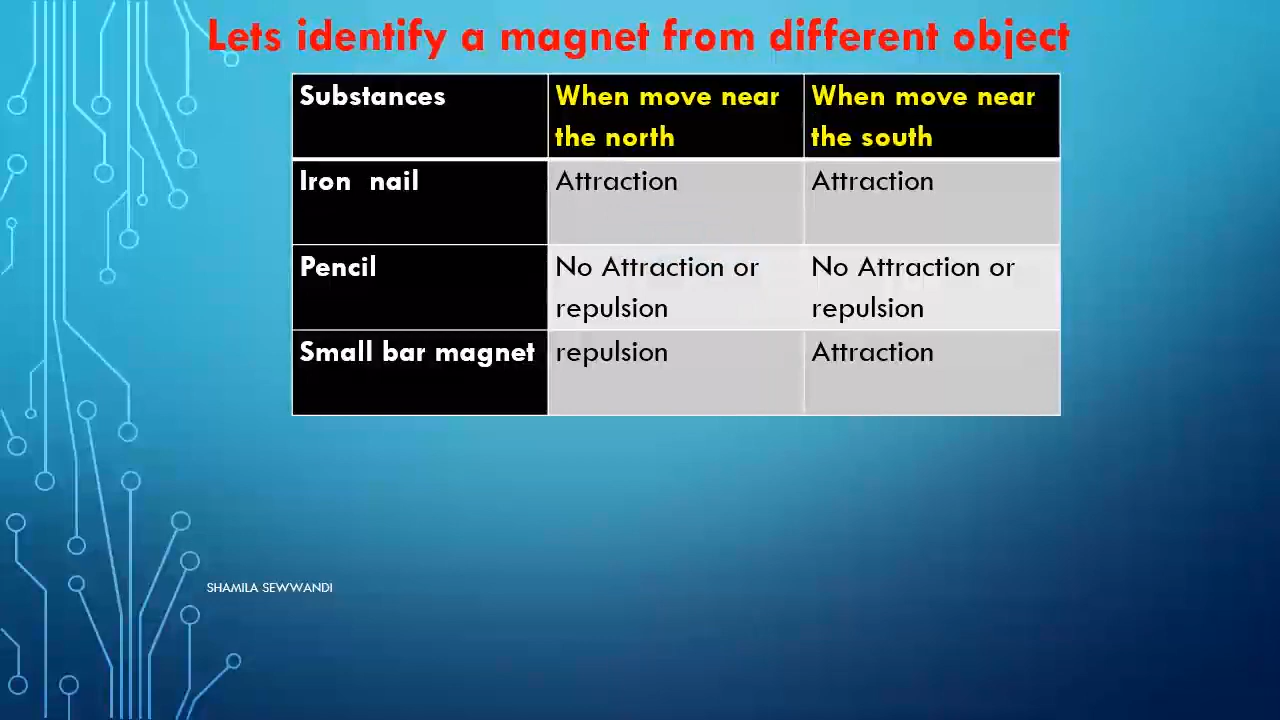 Lets identify a magnet from different object
Substances
When move near
the north
When move near
the south
Iron nail
Attraction
Attraction
Pencil
No Attraction or
repulsion
No Attraction or
repulsion
Small bar magnet
repulsion
Attraction
SHAMILA SEWWANDI